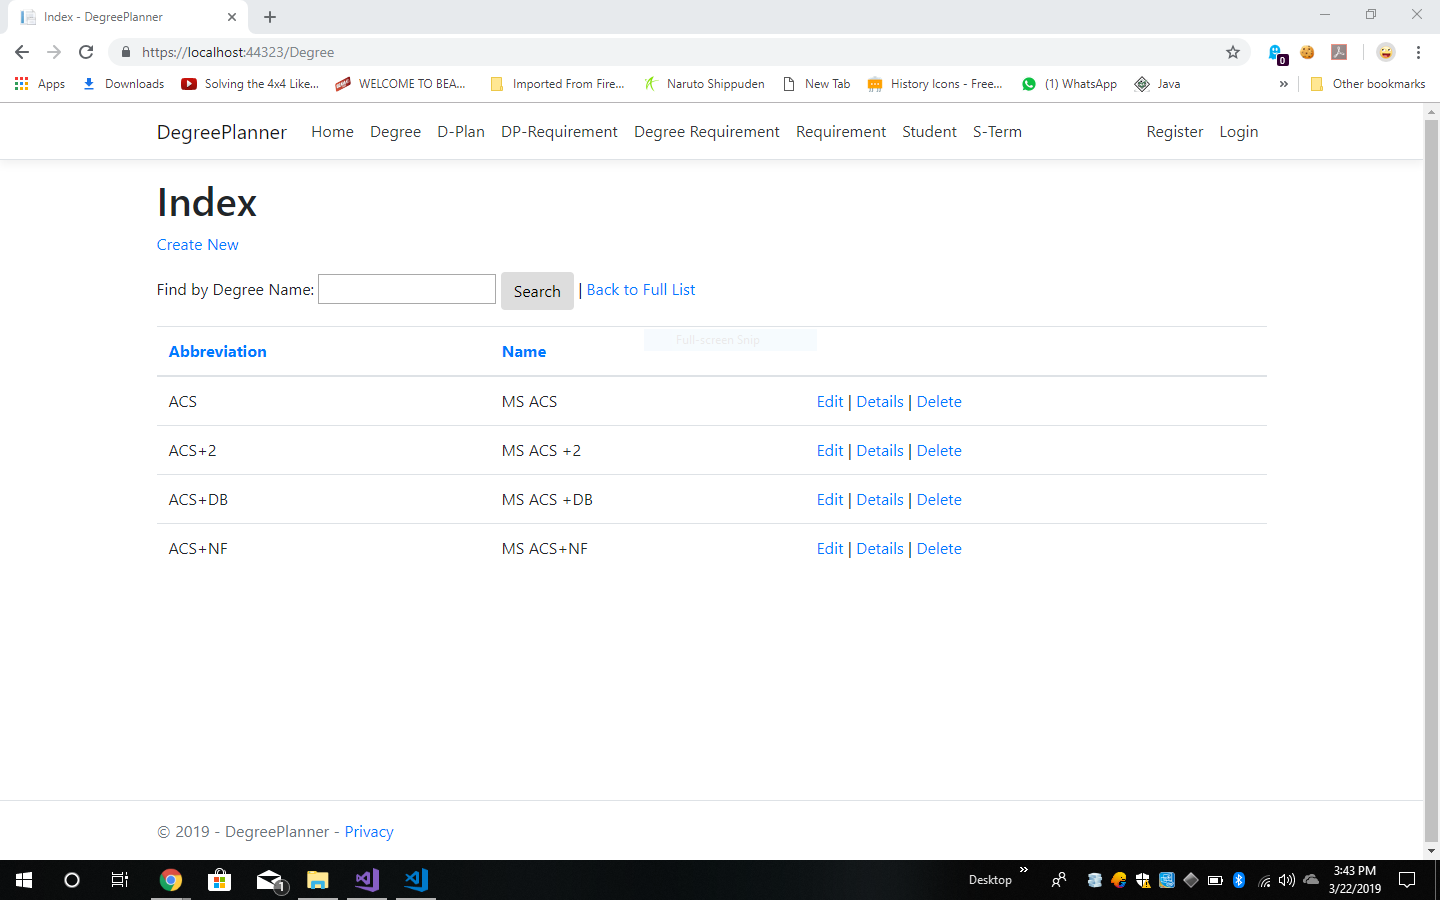 Index - DegreePlanner
https://localhost:44323/Degree
0
Apps Downloads Solving the 4x4 Like... WELCOME TO BEA... Imported From Fire... Naruto Shippuden New Tab History Icons - Free... (1) WhatsApp Java » Other bookmarks
DegreePlanner Home Degree D-Plan DP-Requirement Degree Requirement Requirement Student S-Term Register Login
Index
Create New
Find by Degree Name: Search | Back to Full List
Full-screen Snip
Abbreviation Name
ACS MS ACS Edit | Details | Delete
ACS+2 MS ACS +2 Edit | Details | Delete
ACS+DB MS ACS +DB Edit | Details | Delete
ACS+NF MS ACS+NF Edit | Details | Delete
© 2019 - DegreePlanner - Privacy
1 Desktop » 3:43 PM
3/22/2019